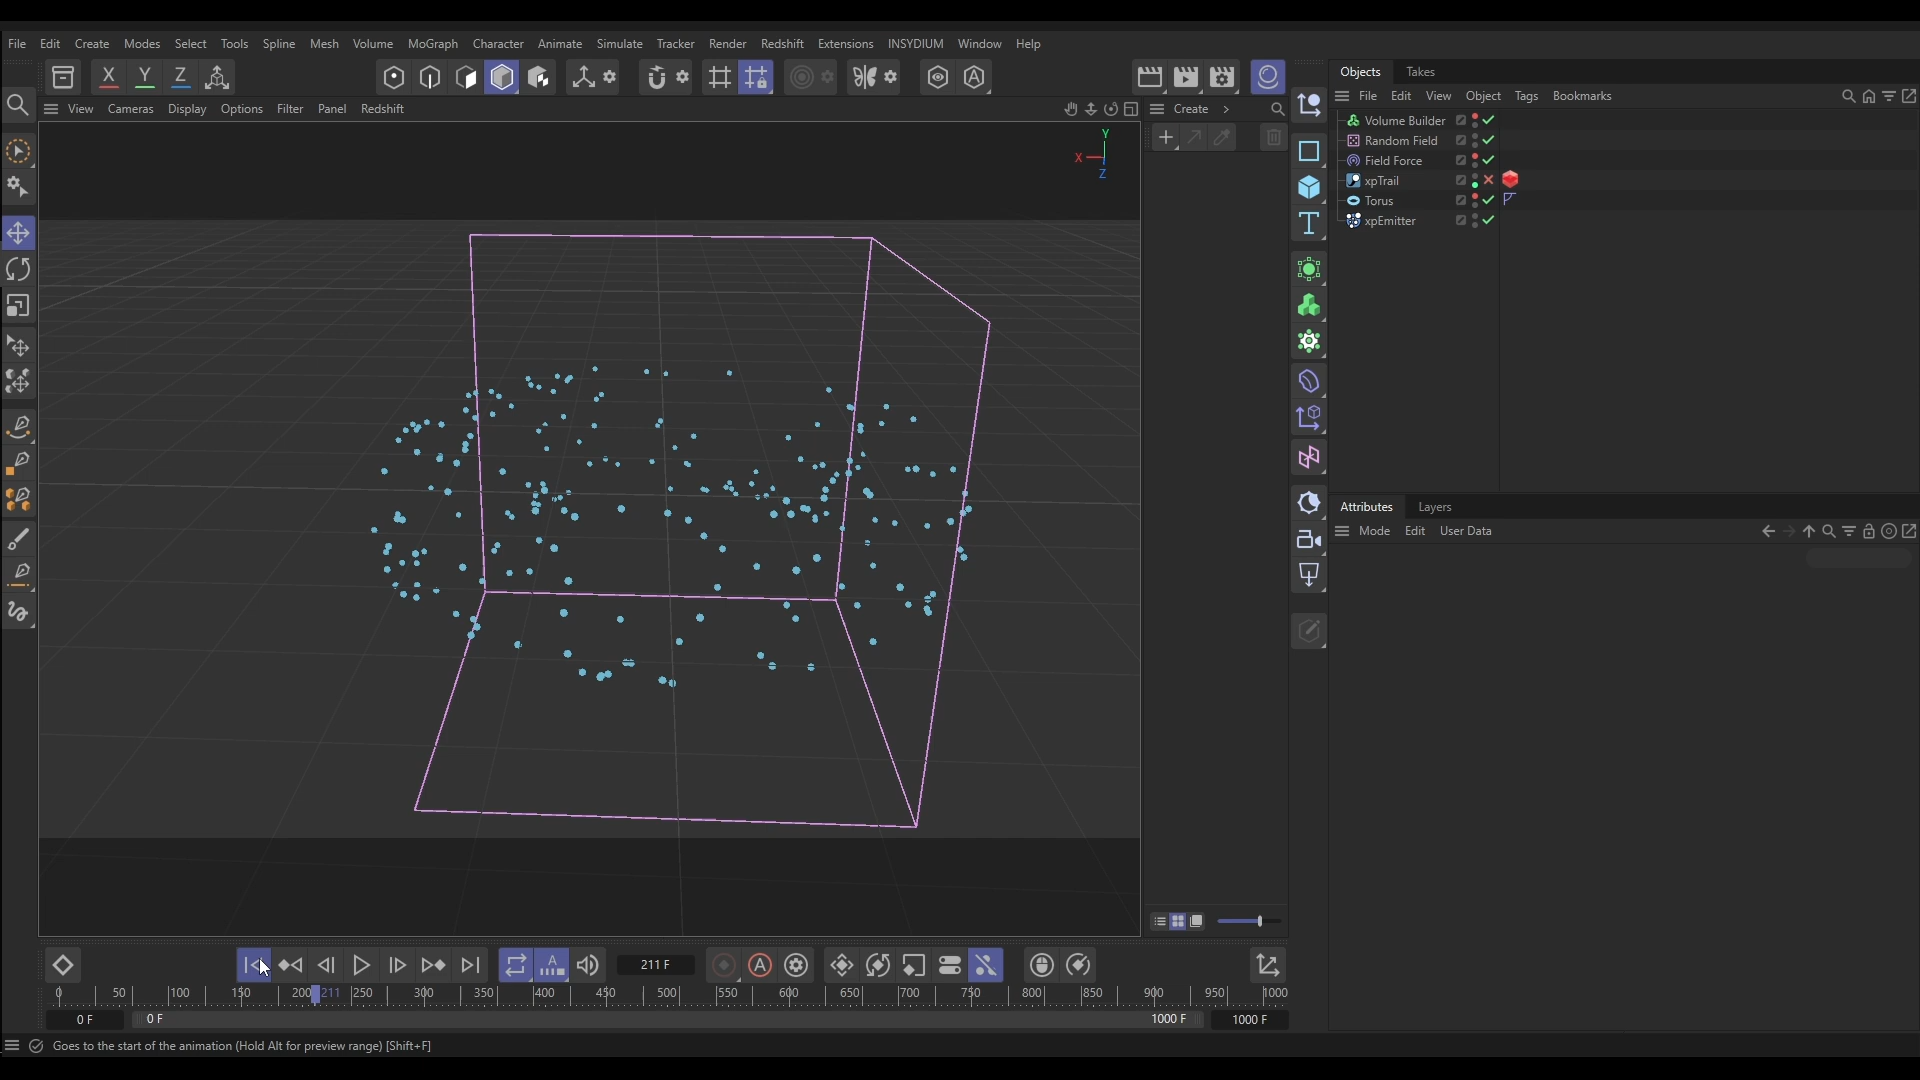 File Edit Create Modes Select Tools Spline Mesh Volume MoGraph Character Animate Simulate Tracker Render Redshift Extensions INSYDIUM Window Help
X Y Z
Objects Takes
File Edit View Object Tags Bookmarks
View Cameras Display Options Filter Panel Redshift
Create
Volume Builder
Random Field
Field Force
xpTrail
Torus
xpEmitter
Y
X
Z
T
A
Attributes Layers
Mode Edit User Data
A
A
211 F
0 50 100 150 200 211 250 300 350 400 450 500 550 600 650 700 750 800 850 900 950 1000
0 F 0 F 1000 F 1000 F
Goes to the start of the animation (Hold Alt for preview range) [Shift+F]